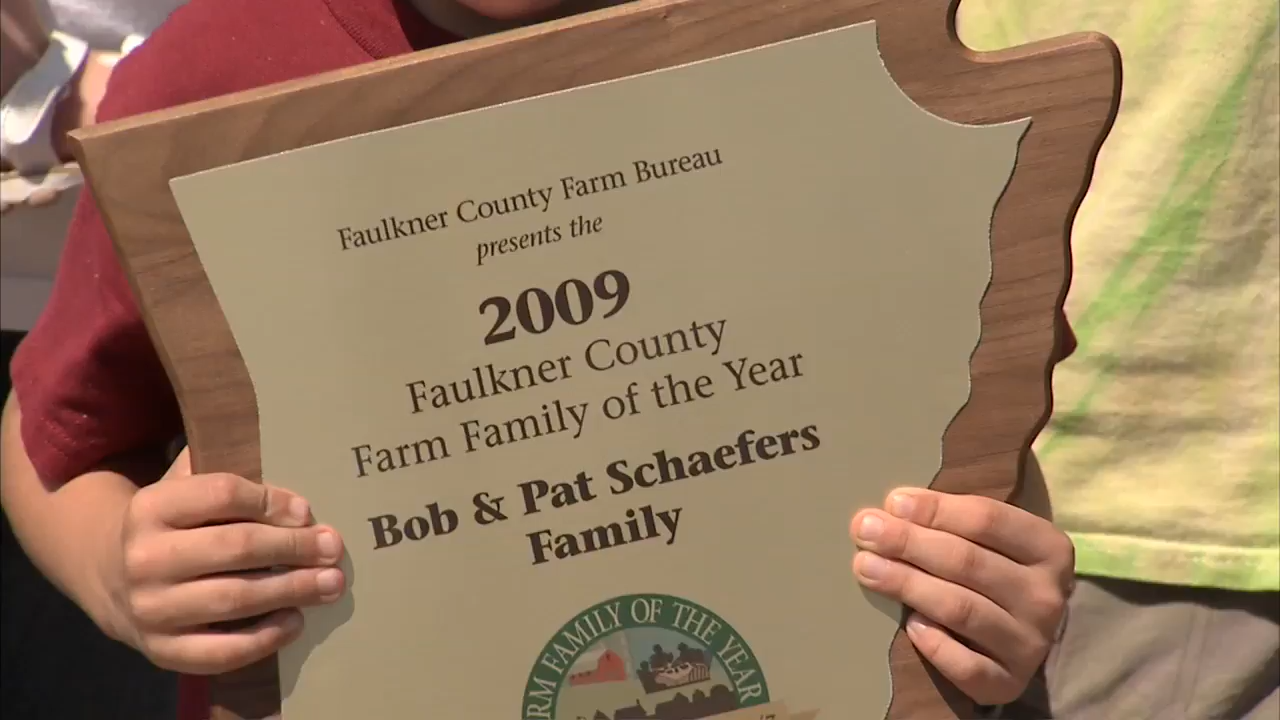 Faulkner County Farm Bureau
presents the
2009
Faulkner County
Farm Family of the Year
Bob & Pat Schaefers
Family
FAMILY OF THE YEAR